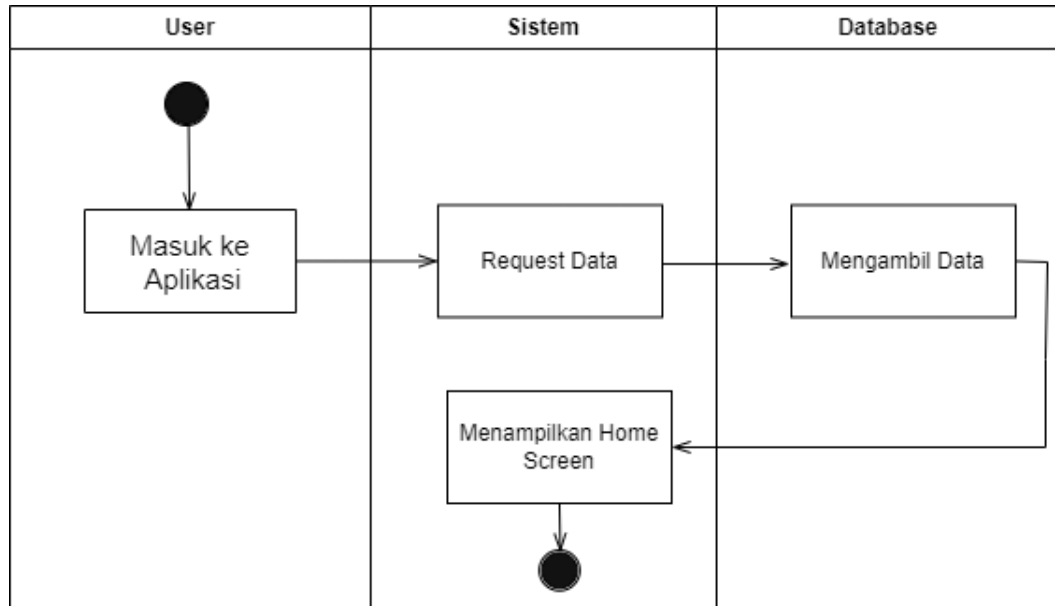 User
Sistem
Database
Masuk ke
Aplikasi
Request Data
Mengambil Data
Menampilkan Home
Screen